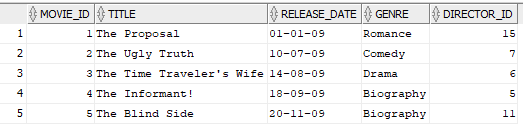 MOVIE_ID TITLE RELEASE_DATE GENRE DIRECTOR_ID
1 1 The Proposal 01-01-09 Romance 15
2 2 The Ugly Truth 10-07-09 Comedy 7
3 3 The Time Traveler's Wife 14-08-09 Drama 6
4 4 The Informant! 18-09-09 Biography 5
5 5 The Blind Side 20-11-09 Biography 11